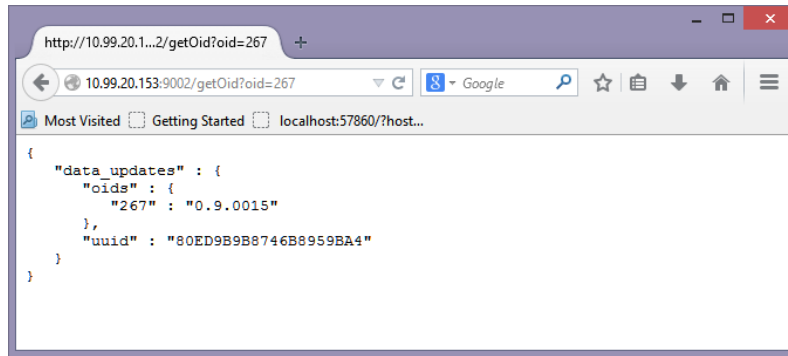 http://10.99.20.1...2/getOid?oid=267
10.99.20.153:9002/getOid?oid=267
8 Google
Most Visited Getting Started localhost:57860/?host...
{
"data_updates" : {
"oids" : {
"267" : "0.9.0015"
},
"uuid" : "80ED9B9B8746B8959BA4"
}
}